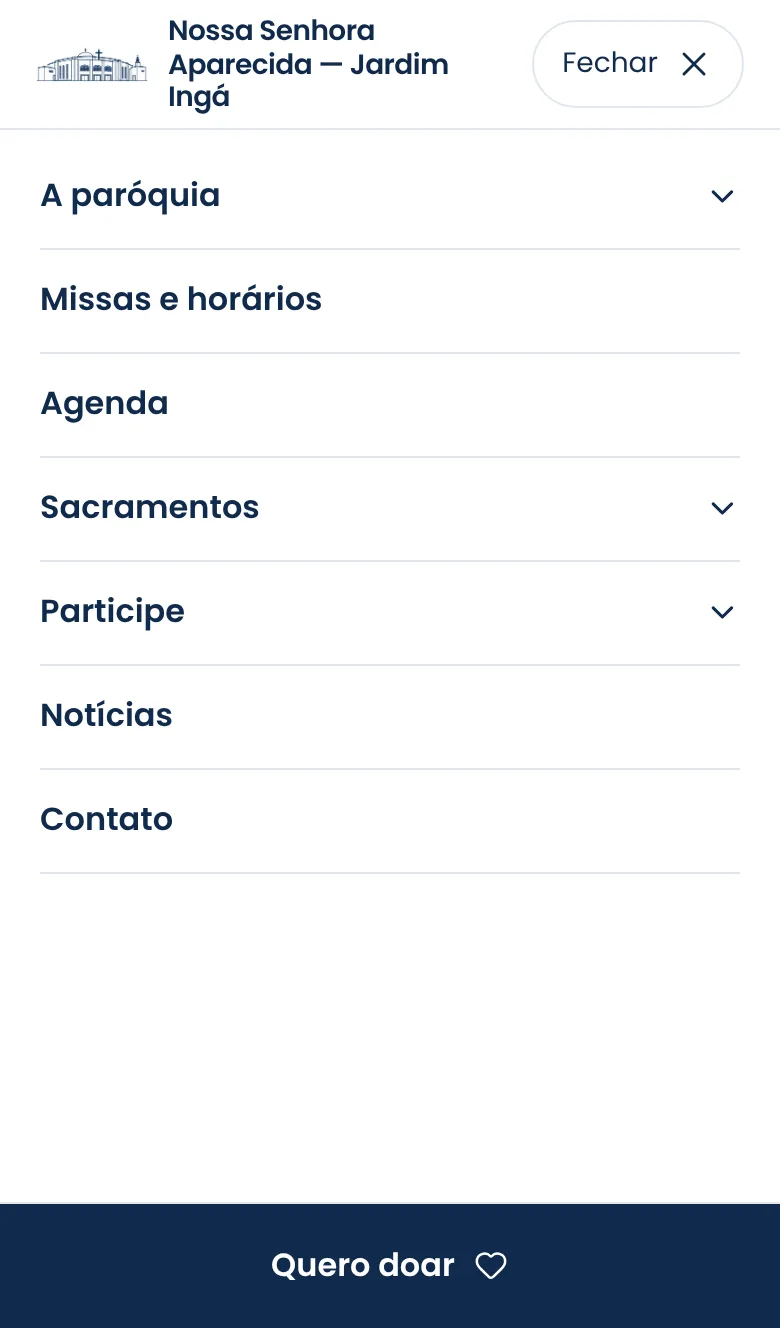 Nossa Senhora
Aparecida — Jardim
Ingá
Fechar
A paróquia
Missas e horários
Agenda
Sacramentos
Participe
Notícias
Contato
Quero doar